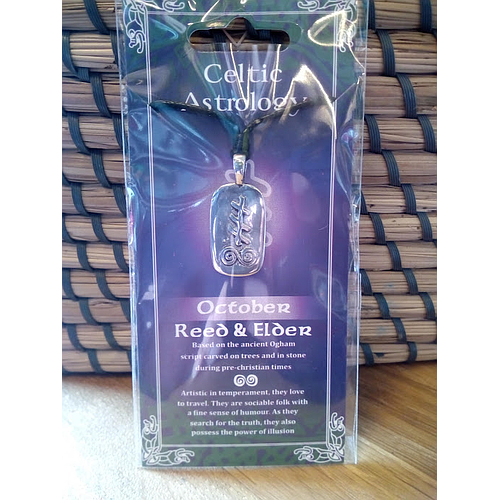 Celtic
Astrology
October
Reed & Elder
Based on the ancient Ogham
script carved on trees and in stone
during pre-christian times
Artistic in temperament, they love
to travel. They are sociable folk with
a fine sense of humour. As they
search for the truth, they also
possess the power of illusion